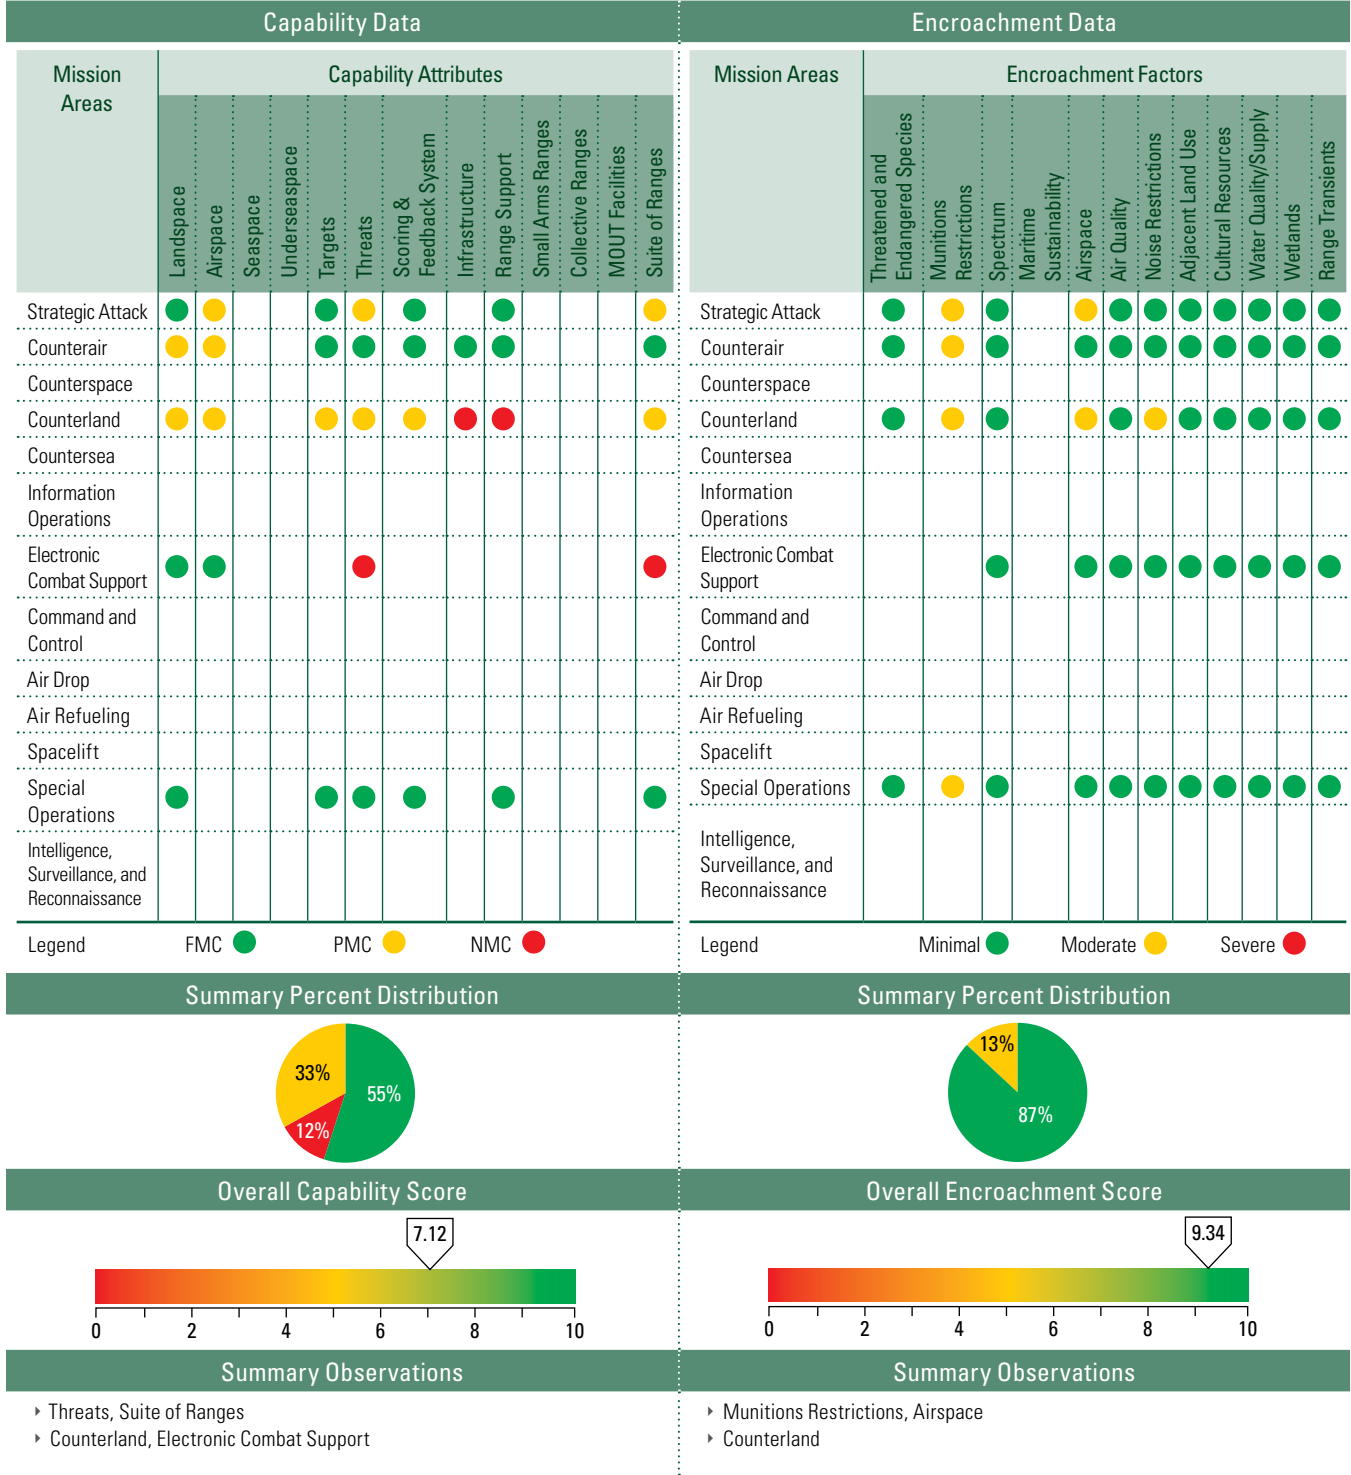 Capability Data
Mission
Areas
Capability Attributes
Landspace
Airspace
Seaspace
Underseaspace
Targets
Threats
Scoring &
Feedback System
Infrastructure
Range Support
Small Arms Ranges
Collective Ranges
MOUT Facilities
Suite of Ranges
Strategic Attack
Counterair
Counterspace
Counterland
Countersea
Information
Operations
Electronic
Combat Support
Command and
Control
Air Drop
Air Refueling
Spacelift
Special
Operations
Intelligence,
Surveillance, and
Reconnaissance
Legend FMC PMC NMC
Summary Percent Distribution
33%
55%
12%
Overall Capability Score
7.12
0 2 4 6 8 10
Summary Observations
‣ Threats, Suite of Ranges
‣ Counterland, Electronic Combat Support
Encroachment Data
Mission Areas
Encroachment Factors
Threatened and
Endangered Species
Munitions
Restrictions
Spectrum
Maritime
Sustainability
Airspace
Air Quality
Noise Restrictions
Adjacent Land Use
Cultural Resources
Water Quality/Supply
Wetlands
Range Transients
Strategic Attack
Counterair
Counterspace
Counterland
Countersea
Information
Operations
Electronic Combat
Support
Command and
Control
Air Drop
Air Refueling
Spacelift
Special Operations
Intelligence,
Surveillance, and
Reconnaissance
Legend Minimal Moderate Severe
Summary Percent Distribution
13%
87%
Overall Encroachment Score
9.34
0 2 4 6 8 10
Summary Observations
‣ Munitions Restrictions, Airspace
‣ Counterland